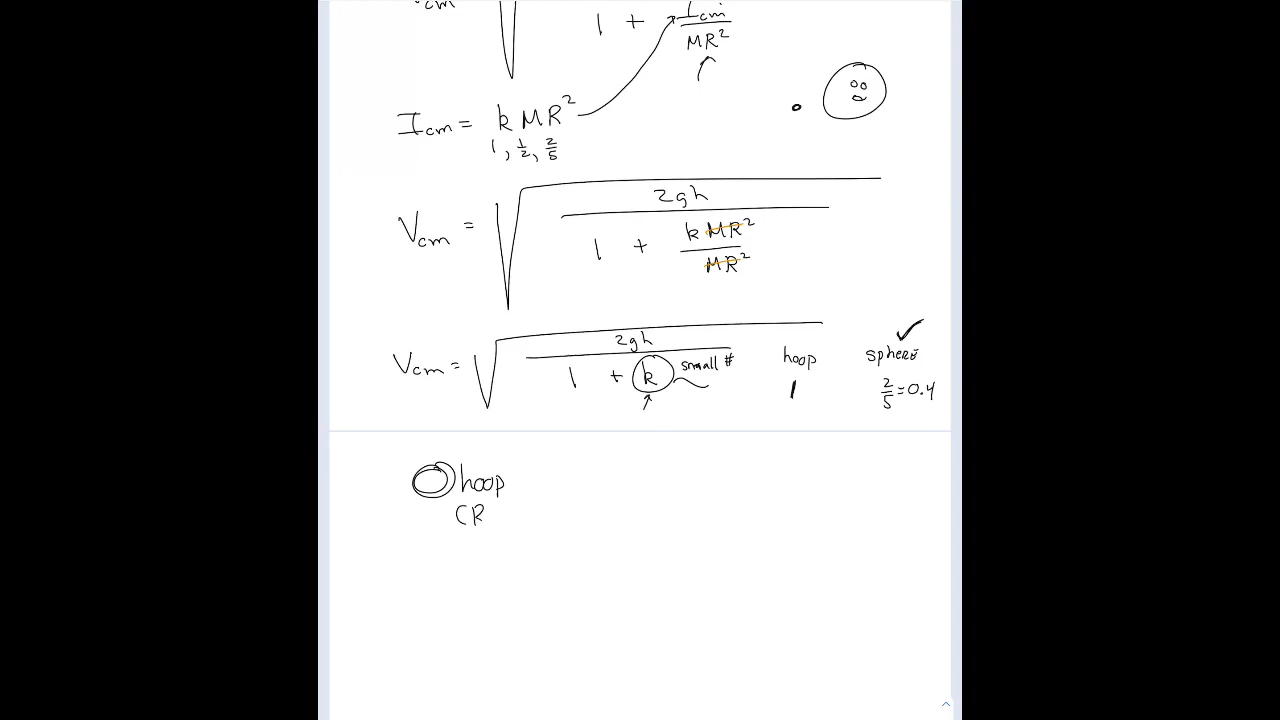 Vcm
1 + Icm/MR²
Icm = kMR²
1, 1/2, 2/5
Vcm = √(2gh/(1 + kMR²/MR²))
Vcm = √(2gh/(1 + k)) small # hoop sphere ✓
1 2/5 = 0.4
hoop
(R